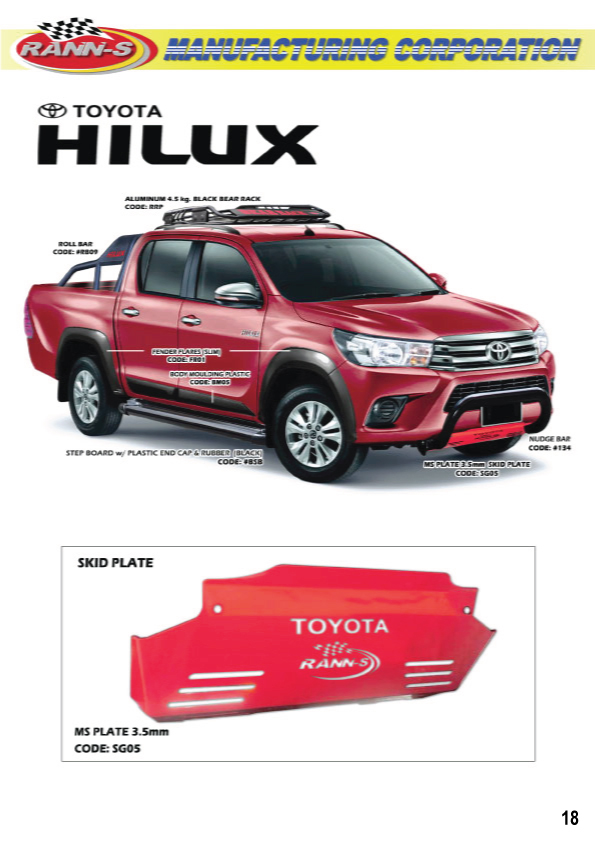 RANN-S MANUFACTURING CORPORATION
TOYOTA
HILUX
ALUMINUM 4.5 kg. BLACK BEAR RACK
CODE: RRP
ROLL BAR
CODE: #RB09
FENDER FLARES (SLIM)
CODE: FR01
BODY MOULDING PLASTIC
CODE: BM05
STEP BOARD w/ PLASTIC END CAP & RUBBER (BLACK)
CODE: #BSB
NUDGE BAR
CODE: #134
MS PLATE 3.5mm SKID PLATE
CODE: SG05
SKID PLATE
TOYOTA
RANN-S
MS PLATE 3.5mm
CODE: SG05
18